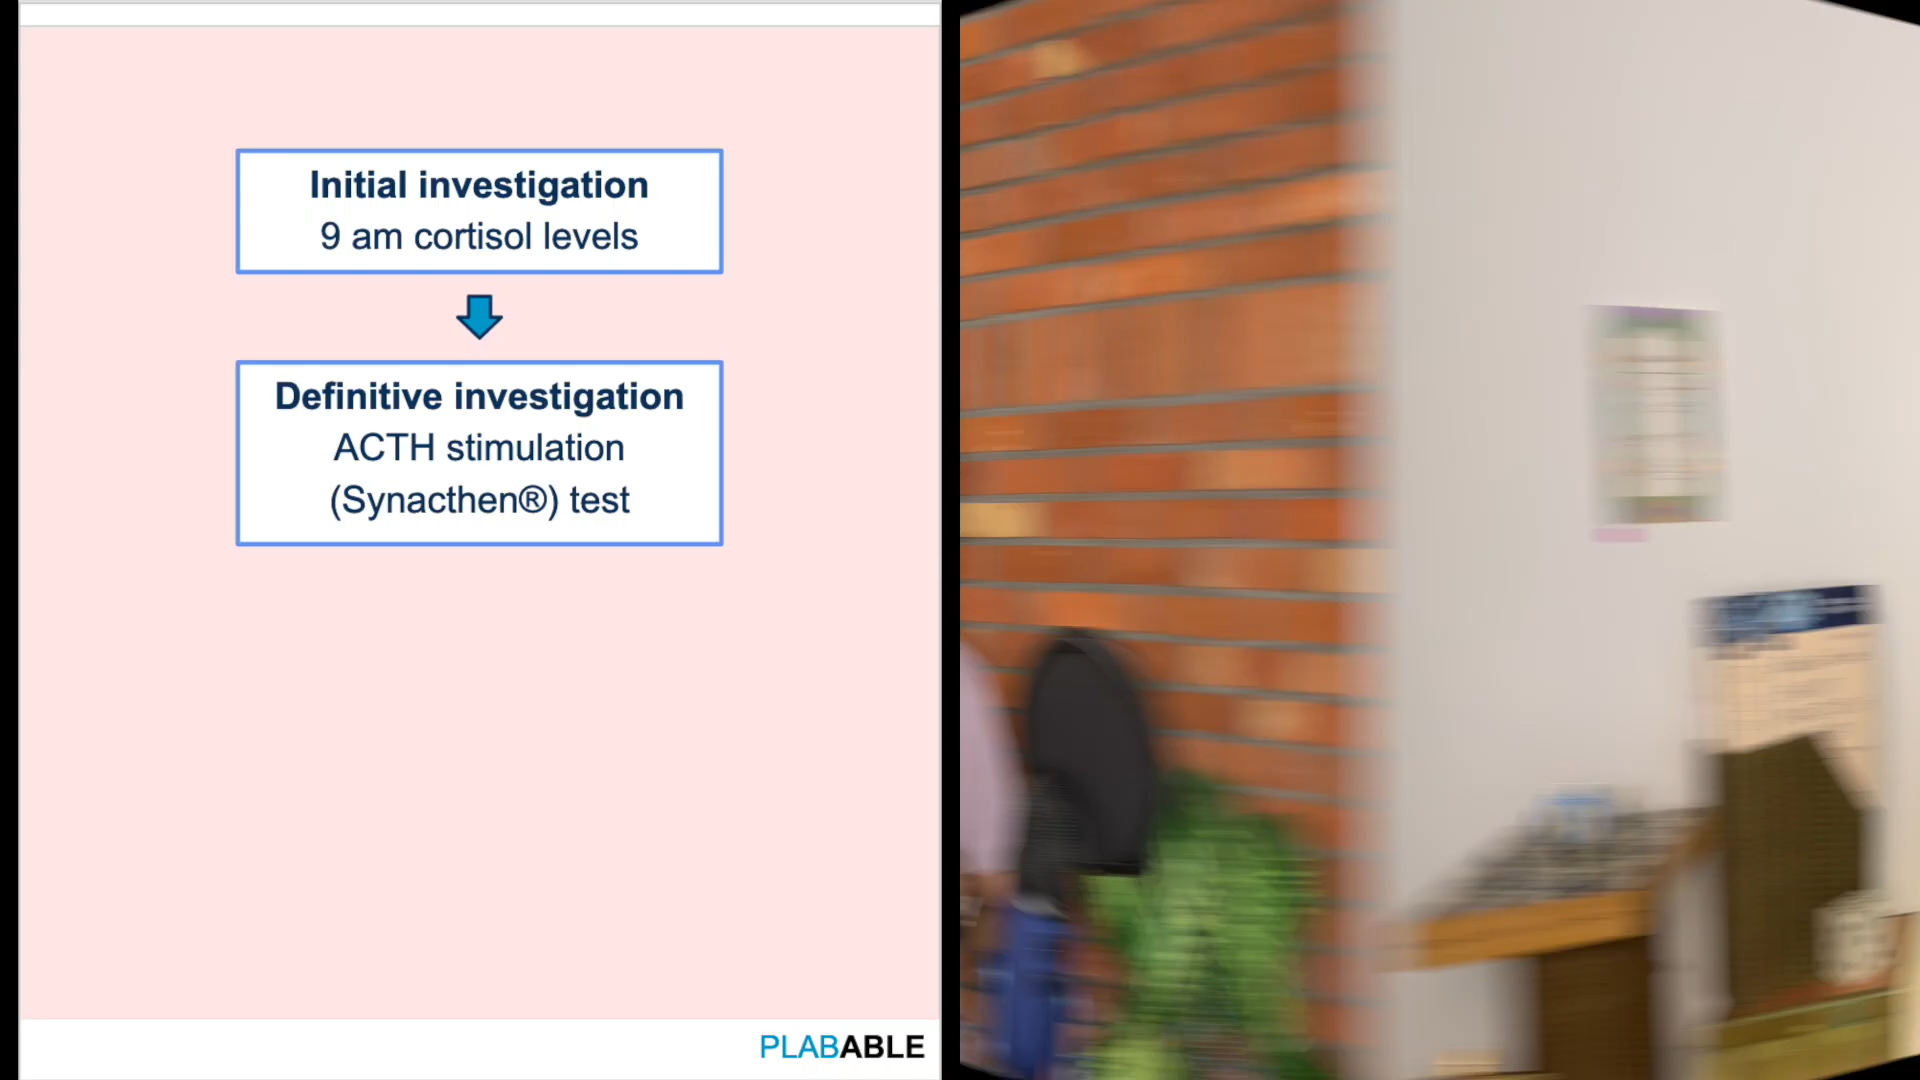 Initial investigation
9 am cortisol levels
Definitive investigation
ACTH stimulation
(Synacthen®) test
PLABABLE